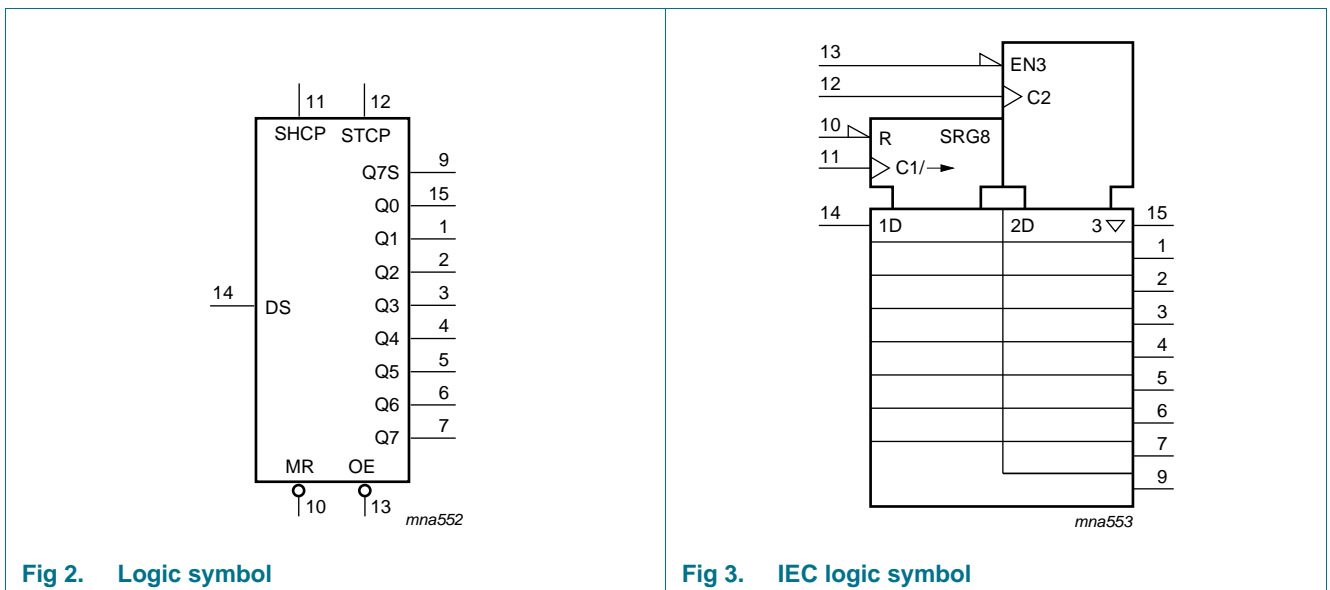 11 12
SHCP STCP
Q7S 9
Q0 15
Q1 1
Q2 2
14 DS Q3 3
Q4 4
Q5 5
Q6 6
Q7 7
MR OE
10 13
mna552
Fig 2. Logic symbol
13 EN3
12 C2
10 R SRG8
11 C1/→
14 1D 2D 3▽ 15
1
2
3
4
5
6
7
9
mna553
Fig 3. IEC logic symbol